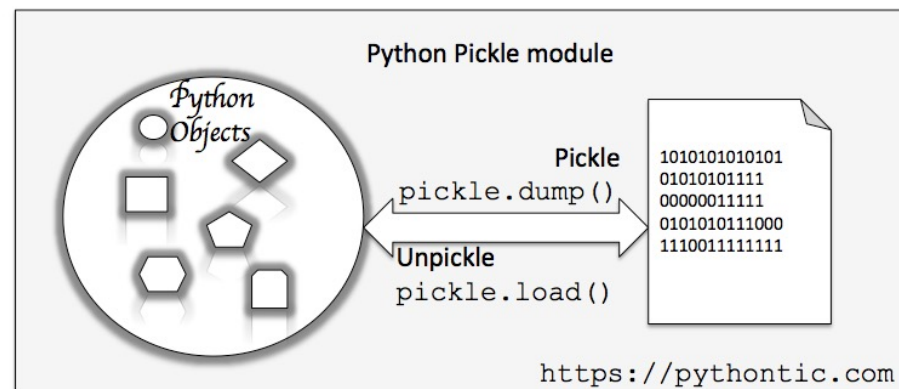 Python Pickle module
Python
Objects
Pickle
pickle.dump()
Unpickle
pickle.load()
1010101010101
01010101111
00000011111
0101010111000
1110011111111
https://pythontic.com